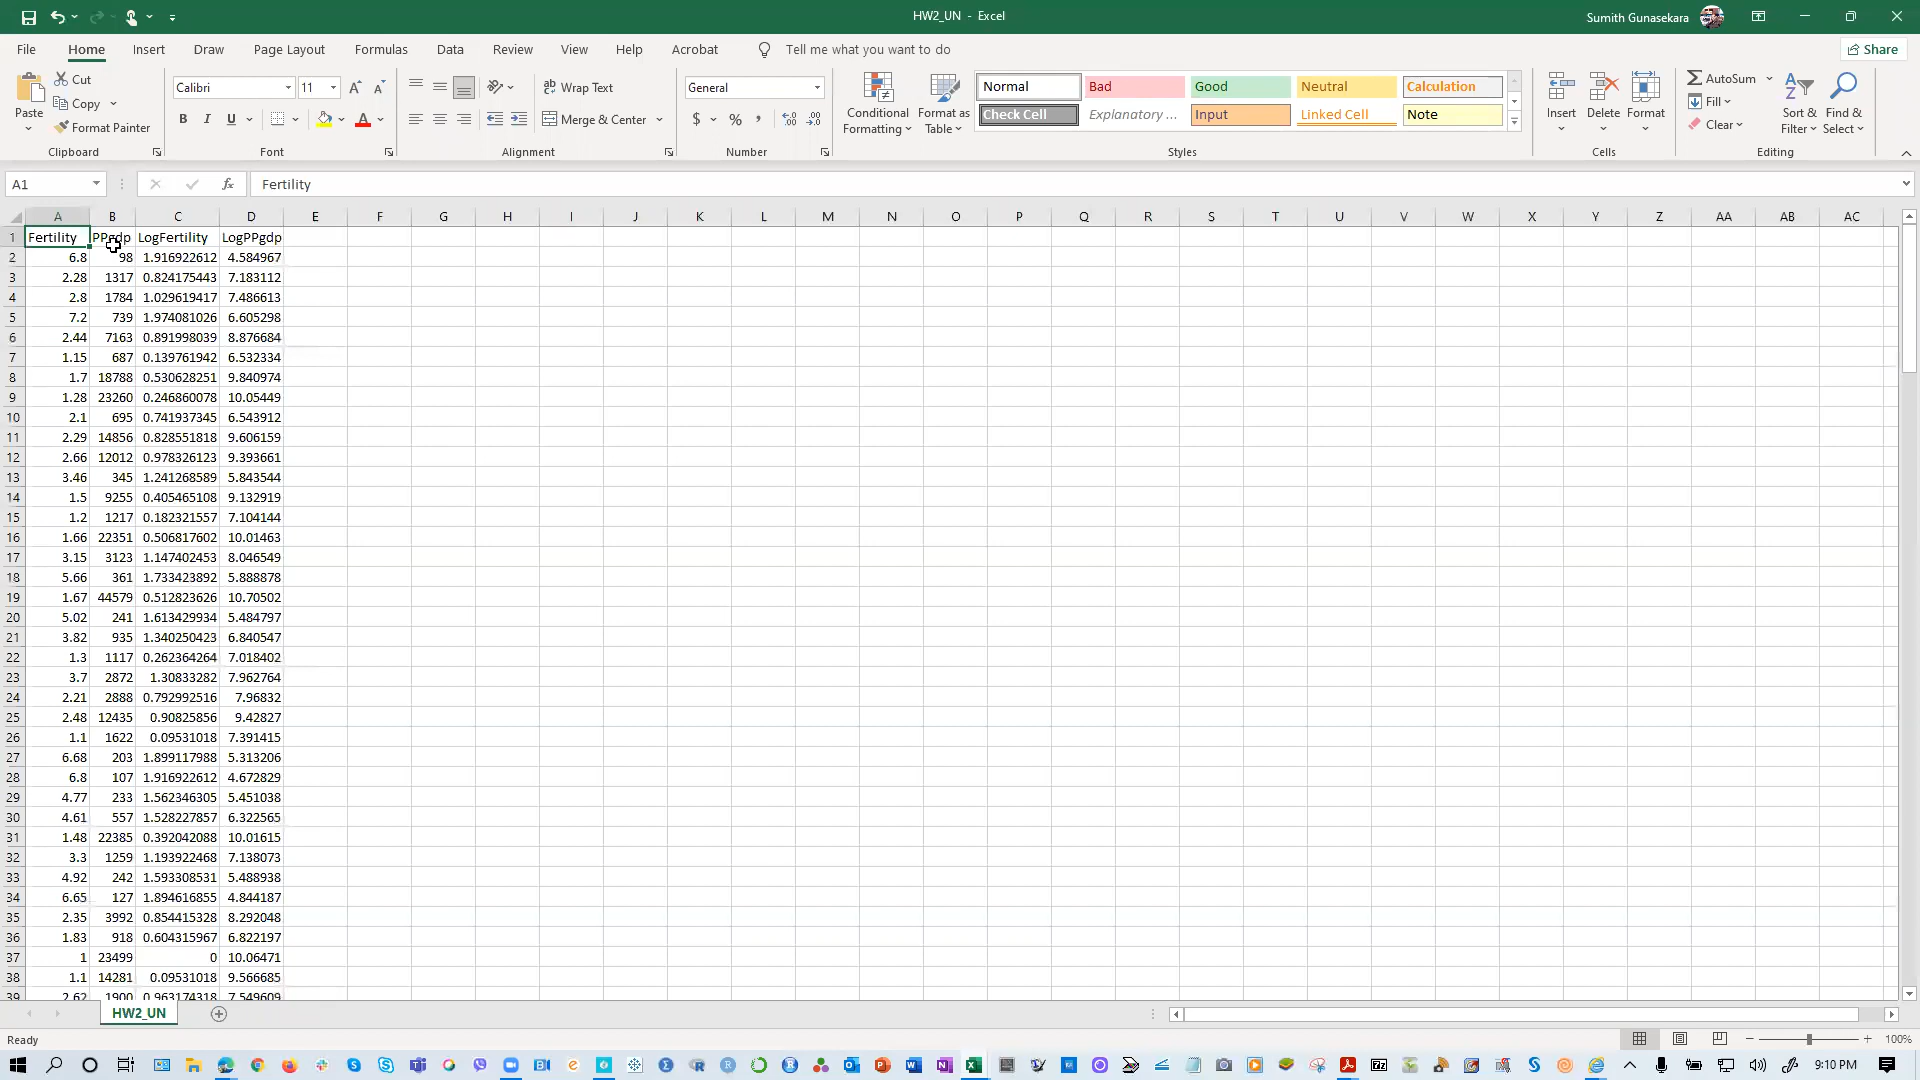 HW2_UN - Excel
Sumith Gunasekara
File Home Insert Draw Page Layout Formulas Data Review View Help Acrobat Tell me what you want to do Share
Paste
Cut
Copy
Format Painter
Clipboard
Calibri 11
B I U
Font
Wrap Text
Merge & Center
Alignment
General
$ % ,
Number
Conditional Formatting
Format as Table
Normal Bad Good Neutral Calculation
Check Cell Explanatory ... Input Linked Cell Note
Styles
Insert Delete Format
Cells
AutoSum
Fill
Clear
Sort & Filter
Find & Select
Editing
A1 fx Fertility
A B C D E F G H I J K L M N O P Q R S T U V W X Y Z AA AB AC
1 Fertility PPgdp LogFertility LogPPgdp
2 6.8 98 1.916922612 4.584967
3 2.28 1317 0.824175443 7.183112
4 2.8 1784 1.029619417 7.486613
5 7.2 739 1.974081026 6.605298
6 2.44 7163 0.891998039 8.876684
7 1.15 687 0.139761942 6.532334
8 1.7 18788 0.530628251 9.840974
9 1.28 23260 0.246860078 10.05449
10 2.1 695 0.741937345 6.543912
11 2.29 14856 0.828551818 9.606159
12 2.66 12012 0.978326123 9.393661
13 3.46 345 1.241268589 5.843544
14 1.5 9255 0.405465108 9.132919
15 1.2 1217 0.182321557 7.104144
16 1.66 22351 0.506817602 10.01463
17 3.15 3123 1.147402453 8.046549
18 5.66 361 1.733423892 5.888878
19 1.67 44579 0.512823626 10.70502
20 5.02 241 1.613429934 5.484797
21 3.82 935 1.340250423 6.840547
22 1.3 1117 0.262364264 7.018402
23 3.7 2872 1.30833282 7.962764
24 2.21 2888 0.792992516 7.96832
25 2.48 12435 0.90825856 9.42827
26 1.1 1622 0.09531018 7.391415
27 6.68 203 1.899117988 5.313206
28 6.8 107 1.916922612 4.672829
29 4.77 233 1.562346305 5.451038
30 4.61 557 1.528227857 6.322565
31 1.48 22385 0.392042088 10.01615
32 3.3 1259 1.193922468 7.138073
33 4.92 242 1.593308531 5.488938
34 6.65 127 1.894616855 4.844187
35 2.35 3992 0.854415328 8.292048
36 1.83 918 0.604315967 6.822197
37 1 23499 0 10.06471
38 1.1 14281 0.09531018 9.566685
39 2.62 1900 0.963174318 7.549609
HW2_UN
Ready
100%
9:10 PM